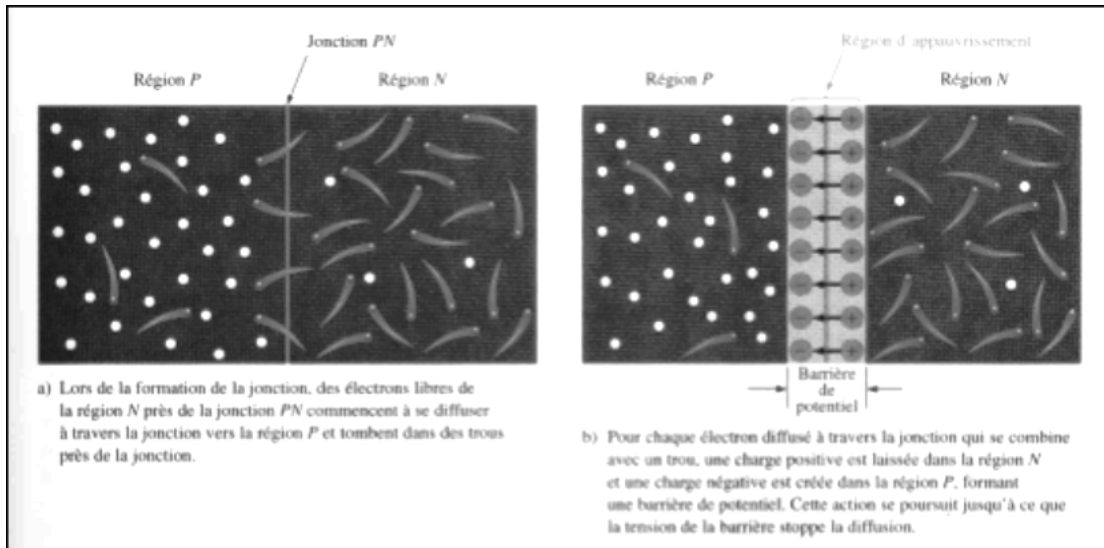 Jonction PN
Région P
Région N
a) Lors de la formation de la jonction, des électrons libres de
la région N près de la jonction PN commencent à se diffuser
à travers la jonction vers la région P et tombent dans des trous
près de la jonction.
Région d appauvrissement
Région P
Région N
Barrière
de
potentiel
b) Pour chaque électron diffusé à travers la jonction qui se combine
avec un trou, une charge positive est laissée dans la région N
et une charge négative est créée dans la région P, formant
une barrière de potentiel. Cette action se poursuit jusqu'à ce que
la tension de la barrière stoppe la diffusion.